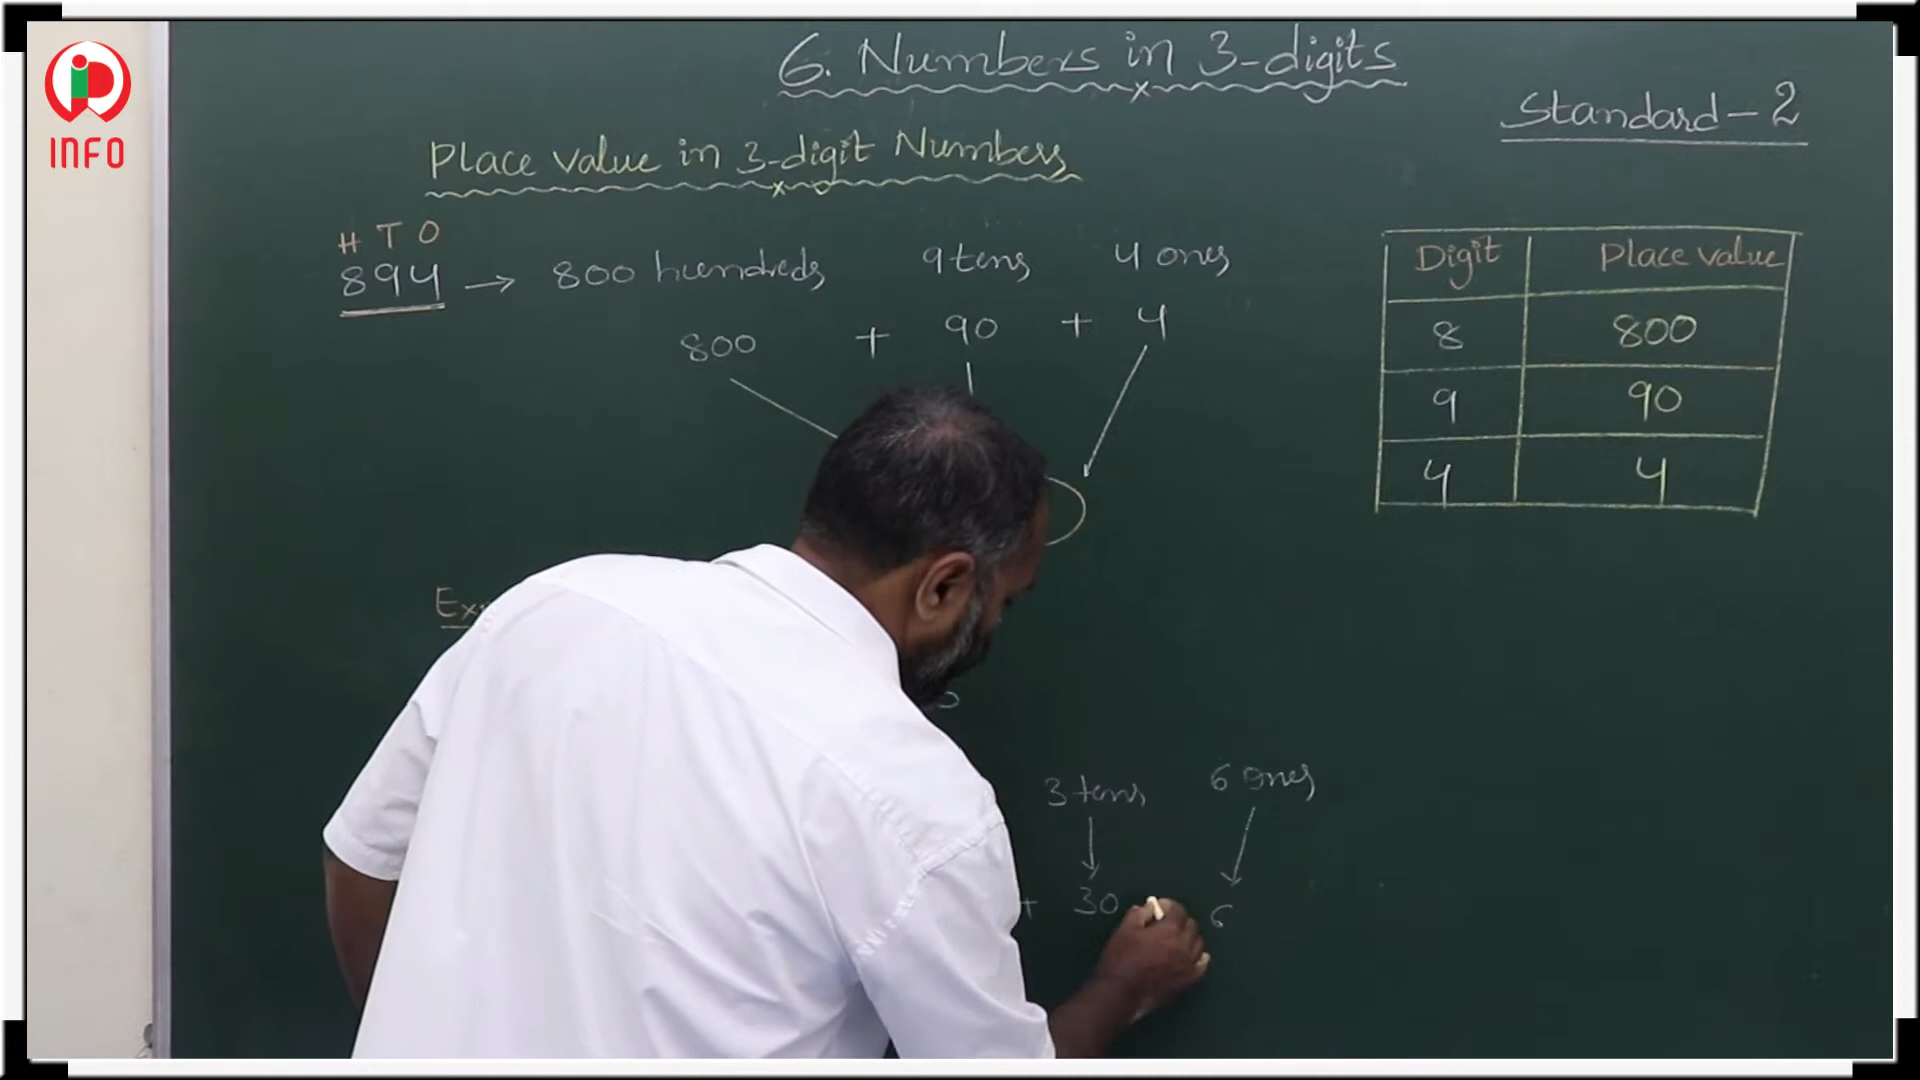 INFO
6. Numbers in 3-digits
Standard - 2
Place value in 3-digit Numbers
H T O
894 → 800 hundreds 9 tens 4 ones
800 + 90 + 4
Digit Place value
8 800
9 90
4 4
3 tens 6 ones
+ 30 6